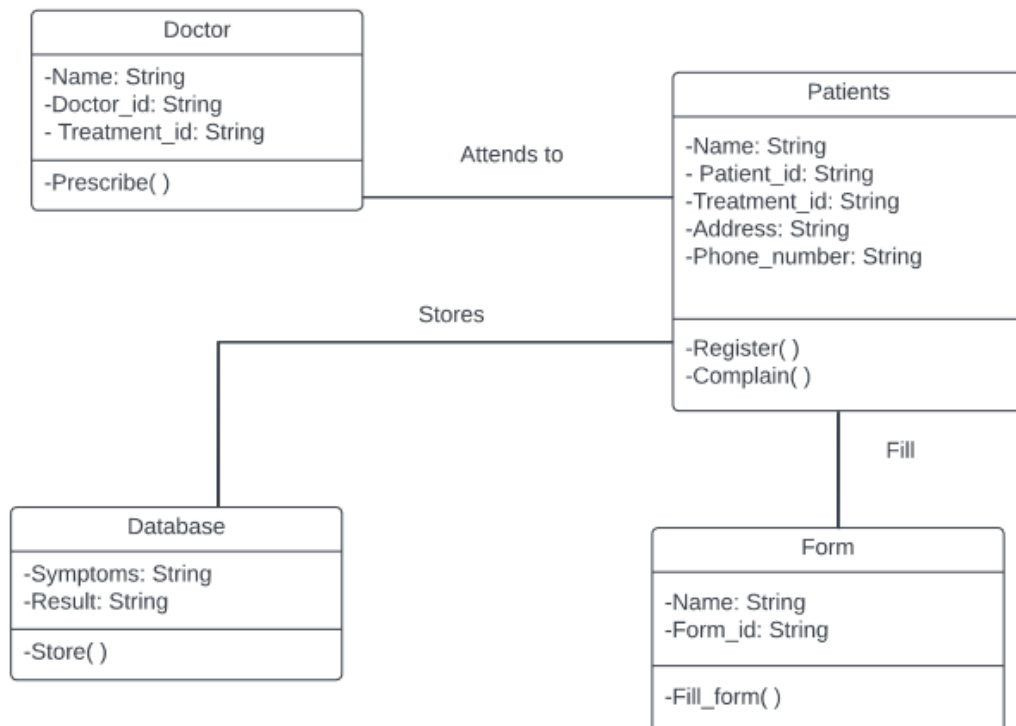 Doctor
-Name: String
-Doctor_id: String
- Treatment_id: String
-Prescribe( )
Attends to
Patients
-Name: String
- Patient_id: String
-Treatment_id: String
-Address: String
-Phone_number: String
-Register( )
-Complain( )
Stores
Fill
Database
-Symptoms: String
-Result: String
-Store( )
Form
-Name: String
-Form_id: String
-Fill_form( )